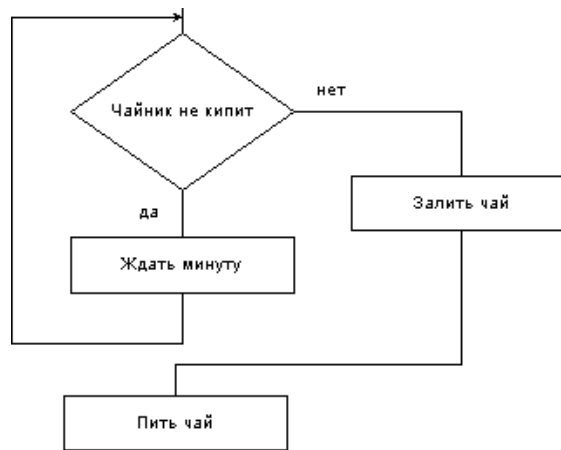 Чайник не кипит
нет
да
Залить чай
Ждать минуту
Пить чай